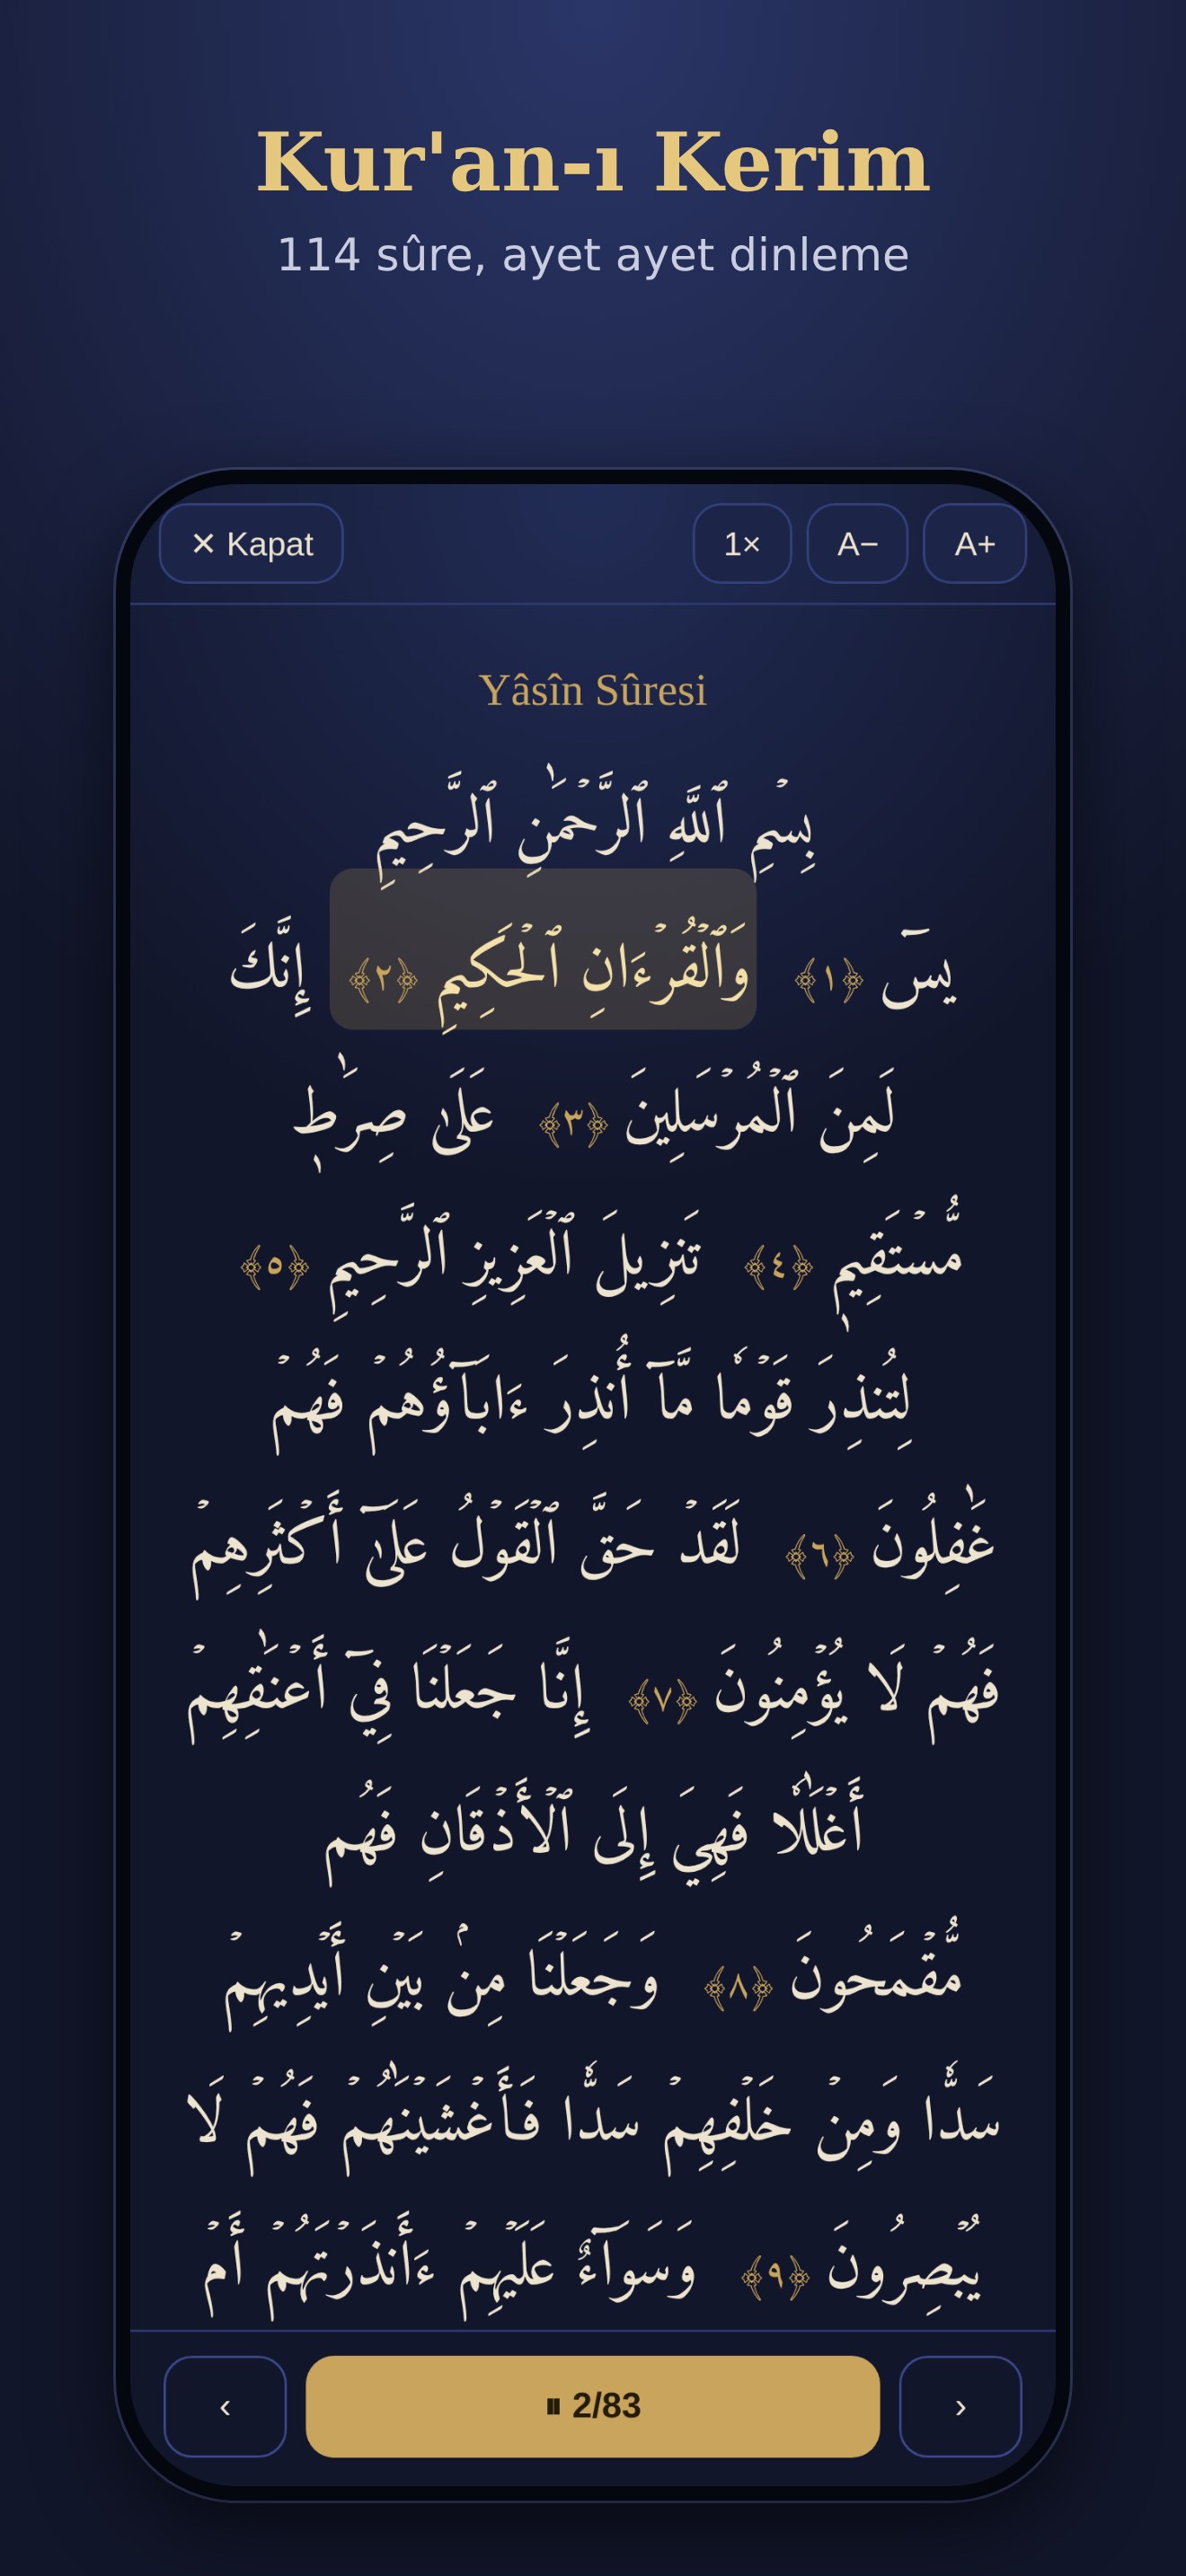 Kur'an-ı Kerim
114 sûre, ayet ayet dinleme
✕ Kapat 1× A− A+
Yâsîn Sûresi
بِسۡمِ ٱللَّهِ ٱلرَّحۡمَٰنِ ٱلرَّحِيمِ
يسٓ ﴿١﴾ وَٱلۡقُرۡءَانِ ٱلۡحَكِيمِ ﴿٢﴾ إِنَّكَ
لَمِنَ ٱلۡمُرۡسَلِينَ ﴿٣﴾ عَلَىٰ صِرَٰطٖ
مُّسۡتَقِيمٖ ﴿٤﴾ تَنزِيلَ ٱلۡعَزِيزِ ٱلرَّحِيمِ ﴿٥﴾
لِتُنذِرَ قَوۡمٗا مَّآ أُنذِرَ ءَابَآؤُهُمۡ فَهُمۡ
غَٰفِلُونَ ﴿٦﴾ لَقَدۡ حَقَّ ٱلۡقَوۡلُ عَلَىٰٓ أَكۡثَرِهِمۡ
فَهُمۡ لَا يُؤۡمِنُونَ ﴿٧﴾ إِنَّا جَعَلۡنَا فِيٓ أَعۡنَٰقِهِمۡ
أَغۡلَٰلٗا فَهِيَ إِلَى ٱلۡأَذۡقَانِ فَهُم
مُّقۡمَحُونَ ﴿٨﴾ وَجَعَلۡنَا مِنۢ بَيۡنِ أَيۡدِيهِمۡ
سَدّٗا وَمِنۡ خَلۡفِهِمۡ سَدّٗا فَأَغۡشَيۡنَٰهُمۡ فَهُمۡ لَا
يُبۡصِرُونَ ﴿٩﴾ وَسَوَآءٌ عَلَيۡهِمۡ ءَأَنذَرۡتَهُمۡ أَمۡ
‹ ⏸ 2/83 ›